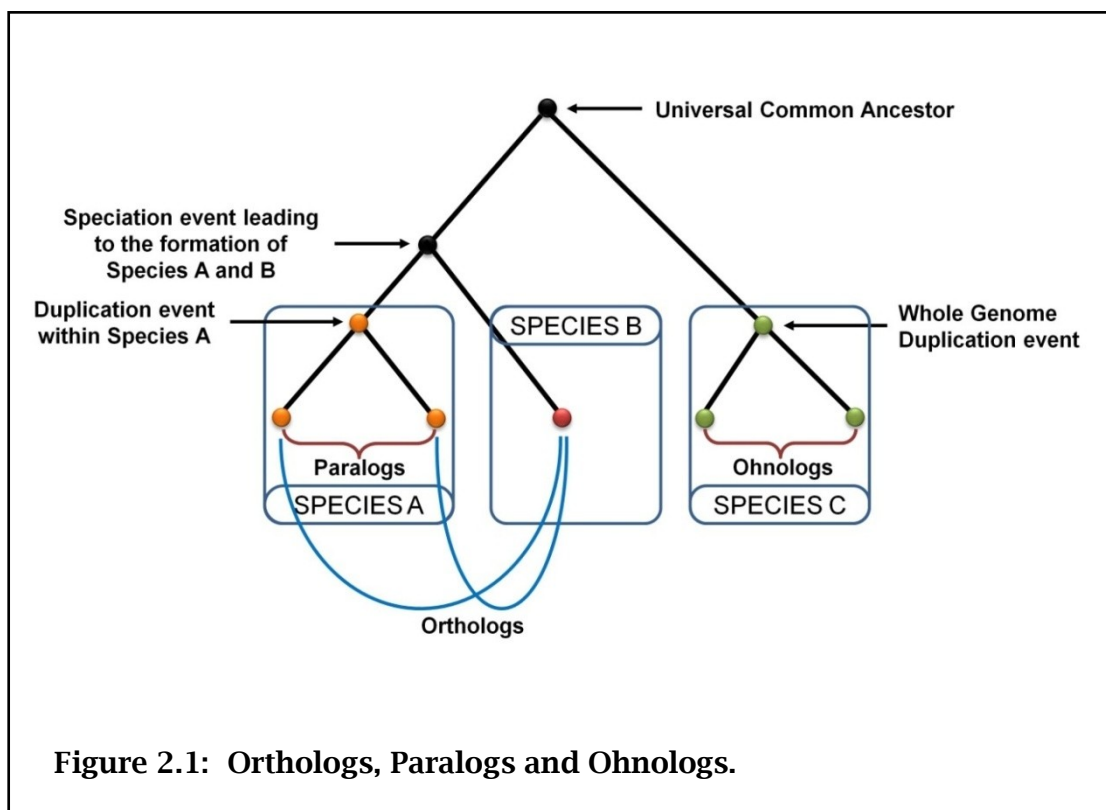 Universal Common Ancestor
Speciation event leading
to the formation of
Species A and B
Duplication event
within Species A
SPECIES B
Whole Genome
Duplication event
Paralogs
Ohnologs
SPECIES A
SPECIES C
Orthologs
Figure 2.1: Orthologs, Paralogs and Ohnologs.